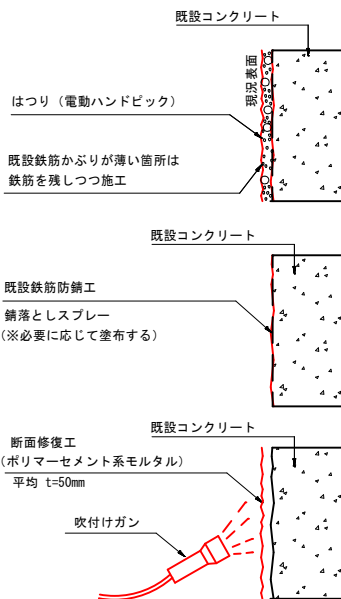 既設コンクリート
現況表面
はつり（電動ハンドピック）
既設鉄筋かぶりが薄い箇所は
鉄筋を残しつつ施工
既設コンクリート
既設鉄筋防錆工
錆落としスプレー
(※必要に応じて塗布する）
既設コンクリート
断面修復工
(ポリマーセメント系モルタル）
平均 t=50mm
吹付けガン